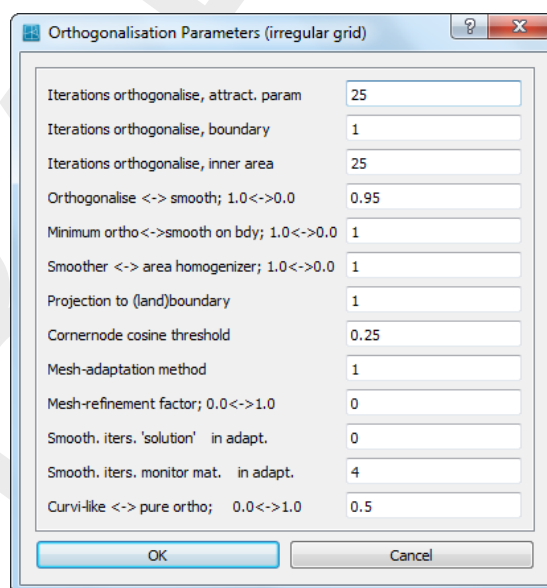 Orthogonalisation Parameters (irregular grid) ? X
Iterations orthogonalise, attract. param 25
Iterations orthogonalise, boundary 1
Iterations orthogonalise, inner area 25
Orthogonalise <-> smooth; 1.0<->0.0 0.95
Minimum ortho<->smooth on bdy; 1.0<->0.0 1
Smoother <-> area homogenizer; 1.0<->0.0 1
Projection to (land)boundary 1
Cornernode cosine threshold 0.25
Mesh-adaptation method 1
Mesh-refinement factor; 0.0<->1.0 0
Smooth. iters. 'solution' in adapt. 0
Smooth. iters. monitor mat. in adapt. 4
Curvi-like <-> pure ortho; 0.0<->1.0 0.5
OK Cancel